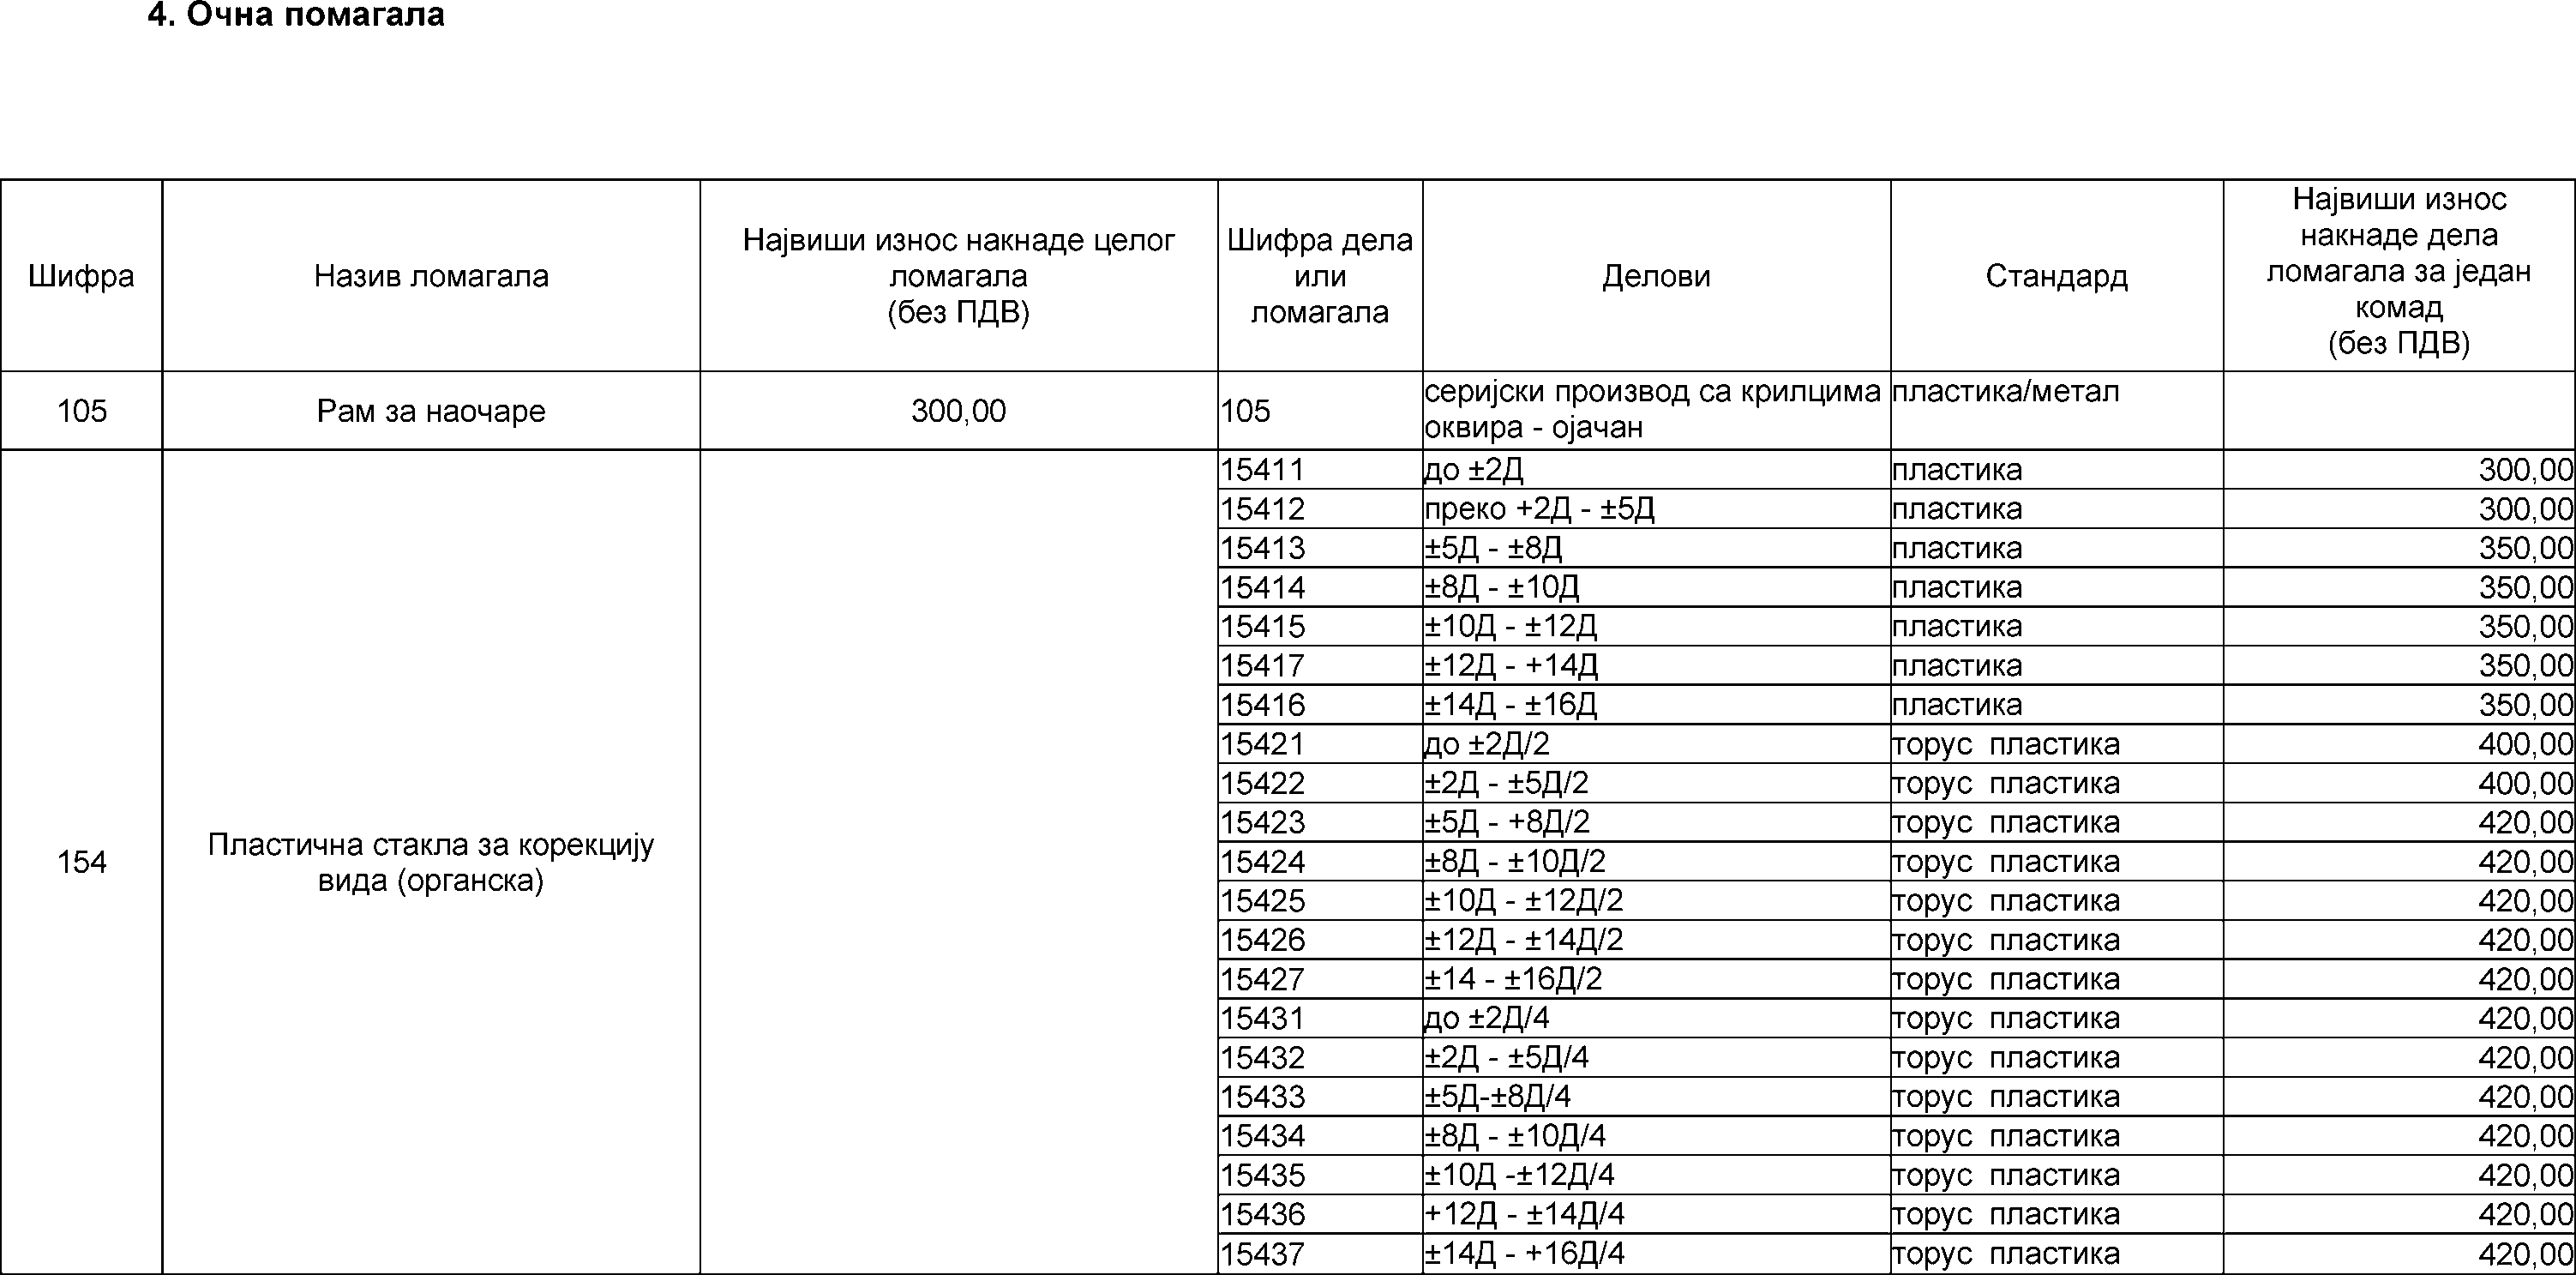 4. Очна помагала
Шифра
Назив ломагала
Највиши износ накнаде целог
ломагала
(без ПДВ)
Шифра дела
или
ломагала
Делови
Стандард
Највиши износ
накнаде дела
ломагала за један
комад
(без ПДВ)
105
Рам за наочаре
300,00
105
серијски производ са крилцима
оквира - ојачан
пластика/метал
154
Пластична стакла за корекцију
вида (органска)
15411 до ±2Д пластика 300,00
15412 преко +2Д - ±5Д пластика 300,00
15413 ±5Д - ±8Д пластика 350,00
15414 ±8Д - ±10Д пластика 350,00
15415 ±10Д - ±12Д пластика 350,00
15417 ±12Д - +14Д пластика 350,00
15416 ±14Д - ±16Д пластика 350,00
15421 до ±2Д/2 торус пластика 400,00
15422 ±2Д - ±5Д/2 торус пластика 400,00
15423 ±5Д - +8Д/2 торус пластика 420,00
15424 ±8Д - ±10Д/2 торус пластика 420,00
15425 ±10Д - ±12Д/2 торус пластика 420,00
15426 ±12Д - ±14Д/2 торус пластика 420,00
15427 ±14 - ±16Д/2 торус пластика 420,00
15431 до ±2Д/4 торус пластика 420,00
15432 ±2Д - ±5Д/4 торус пластика 420,00
15433 ±5Д-±8Д/4 торус пластика 420,00
15434 ±8Д - ±10Д/4 торус пластика 420,00
15435 ±10Д -±12Д/4 торус пластика 420,00
15436 +12Д - ±14Д/4 торус пластика 420,00
15437 ±14Д - +16Д/4 торус пластика 420,00